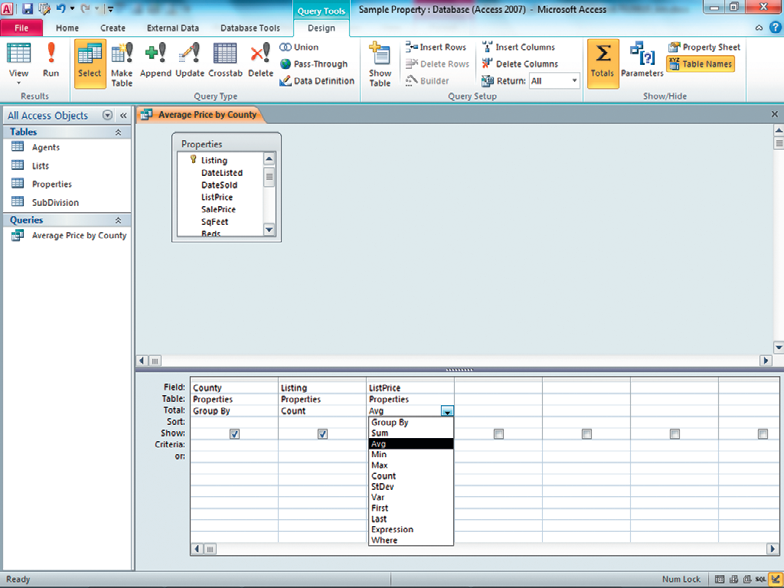 Query Tools
Sample Property : Database (Access 2007) - Microsoft Access
File Home Create External Data Database Tools Design
View
Run
Select
Make Table
Append
Update
Crosstab
Delete
Union
Pass-Through
Data Definition
Show Table
Insert Rows
Delete Rows
Builder
Insert Columns
Delete Columns
Return: All
Totals
Parameters
Property Sheet
Table Names
Results Query Type Query Setup Show/Hide
All Access Objects
Average Price by County
Tables
Agents
Lists
Properties
SubDivision
Queries
Average Price by County
Properties
Listing
DateListed
DateSold
ListPrice
SalePrice
SqFeet
Beds
Field: County Listing ListPrice
Table: Properties Properties Properties
Total: Group By Count Avg
Sort:
Show:
Criteria:
or:
Group By
Sum
Avg
Min
Max
Count
StDev
Var
First
Last
Expression
Where
Ready
Num Lock
SQL